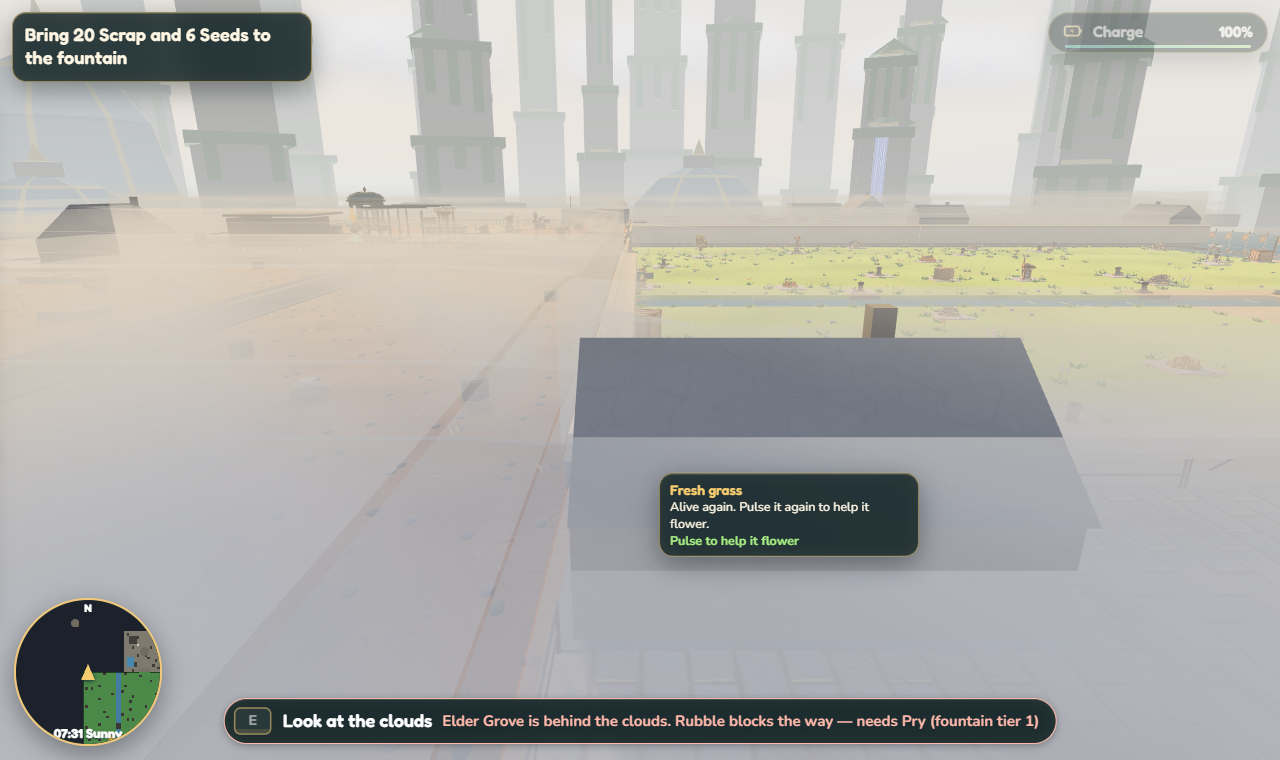 Bring 20 Scrap and 6 Seeds to
the fountain
Charge 100%
Fresh grass
Alive again. Pulse it again to help it
flower.
Pulse to help it flower
N
07:31 Sunny
E Look at the clouds Elder Grove is behind the clouds. Rubble blocks the way — needs Pry (fountain tier 1)